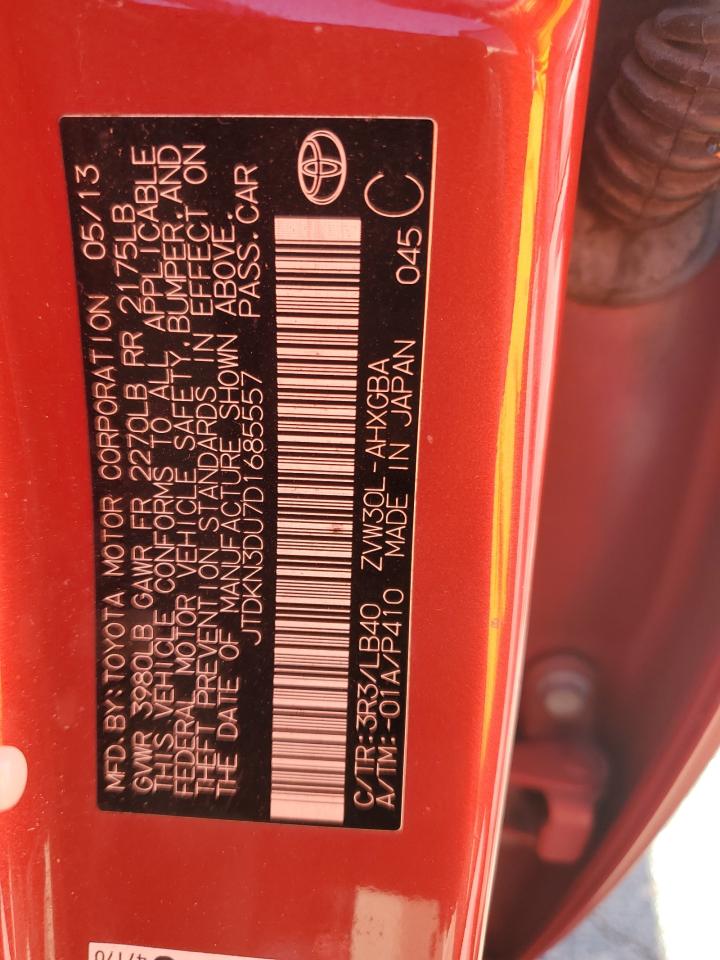 MFD. BY: TOYOTA MOTOR CORPORATION 05/13
GVWR 3980LB GAWR FR 2270LB RR 2175LB
THIS VEHICLE CONFORMS TO ALL APPLICABLE
FEDERAL MOTOR VEHICLE SAFETY, BUMPER, AND
THEFT PREVENTION STANDARDS IN EFFECT ON
THE DATE OF MANUFACTURE SHOWN ABOVE.
JTDKN3DU7D1685557 PASS. CAR
C/TR:3R3/LB40 ZVW30L-AHXGBA
A/TM:-01A/P410 MADE IN JAPAN 045 C